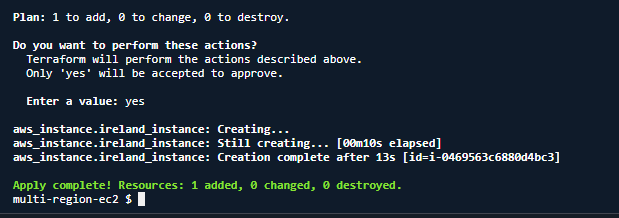 Plan: 1 to add, 0 to change, 0 to destroy.
Do you want to perform these actions?
Terraform will perform the actions described above.
Only 'yes' will be accepted to approve.
Enter a value: yes
aws_instance.ireland_instance: Creating...
aws_instance.ireland_instance: Still creating... [00m10s elapsed]
aws_instance.ireland_instance: Creation complete after 13s [id=i-0469563c6880d4bc3]
Apply complete! Resources: 1 added, 0 changed, 0 destroyed.
multi-region-ec2 $